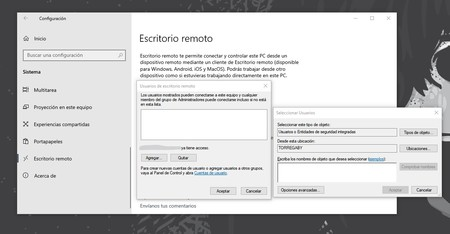 Configuración
Inicio
Buscar una configuración
Sistema
Multitarea
Proyección en este equipo
Experiencias compartidas
Portapapeles
Escritorio remoto
Acerca de
Escritorio remoto
Escritorio remoto te permite conectar y controlar este PC desde un
dispositivo remoto mediante un cliente de Escritorio remoto (disponible
para Windows, Android, iOS y MacOS). Podrás trabajar desde otro
dispositivo como si estuvieras trabajando directamente en este PC.
Usuarios de escritorio remoto
Los usuarios mostrados pueden conectarse a este equipo y cualquier
miembro del grupo de Administradores puede conectarse incluso si no está
en esta lista
ya tiene acceso.
Agregar...
Quitar
Para crear nuevas cuentas de usuario o agregar usuarios a otros grupos,
vaya al Panel de Control y abra Cuentas de usuario.
Aceptar
Cancelar
Envíanos tus comentarios
Seleccionar Usuarios
Seleccionar este tipo de objeto:
Usuarios o Entidades de seguridad integradas
Tipos de objeto...
Desde esta ubicación:
TORREGABY
Ubicaciones...
Escriba los nombres de objeto que desea seleccionar (ejemplos):
Comprobar nombres
Opciones avanzadas...
Aceptar
Cancelar